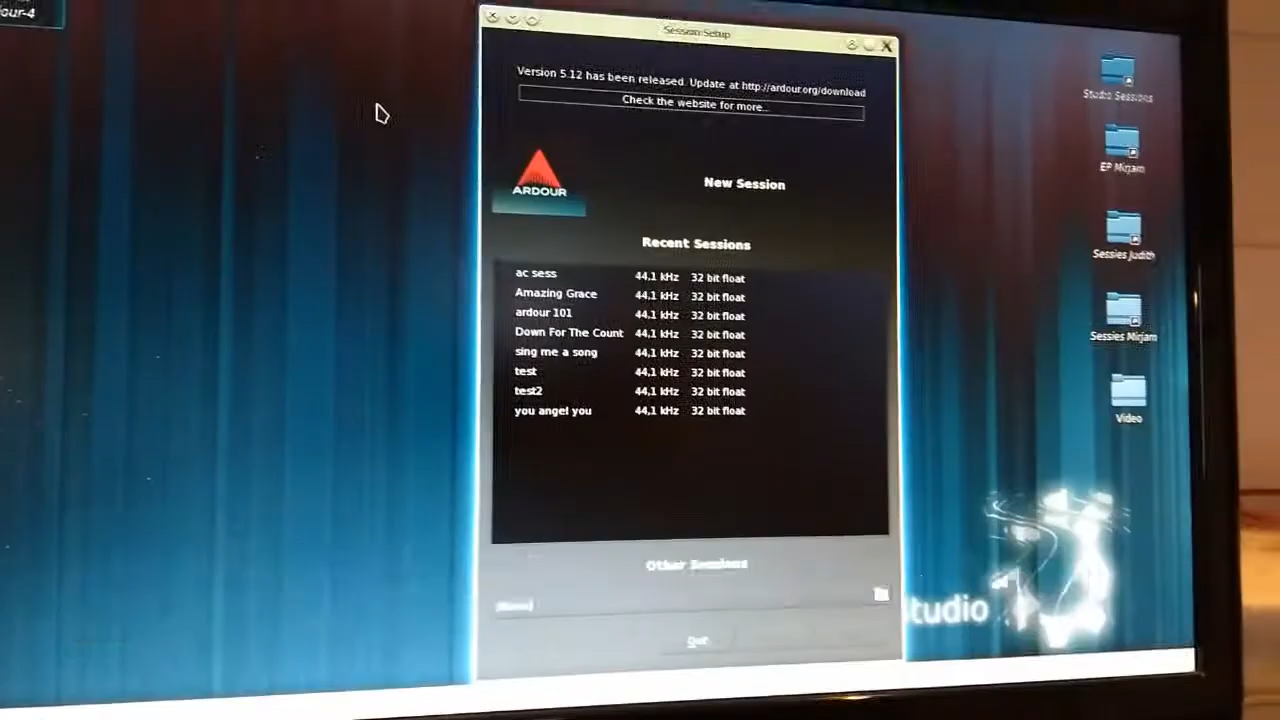 our-4
Session Setup
Version 5.12 has been released. Update at http://ardour.org/download
Check the website for more...
ARDOUR
New Session
Recent Sessions
ac sess 44,1 kHz 32 bit float
Amazing Grace 44,1 kHz 32 bit float
ardour 101 44,1 kHz 32 bit float
Down For The Count 44,1 kHz 32 bit float
sing me a song 44,1 kHz 32 bit float
test 44,1 kHz 32 bit float
test2 44,1 kHz 32 bit float
you angel you 44,1 kHz 32 bit float
Other Sessions
(None)
Quit
Studio Sessions
EP Mirjam
Sessies Judith
Sessies Mirjam
Video
tudio